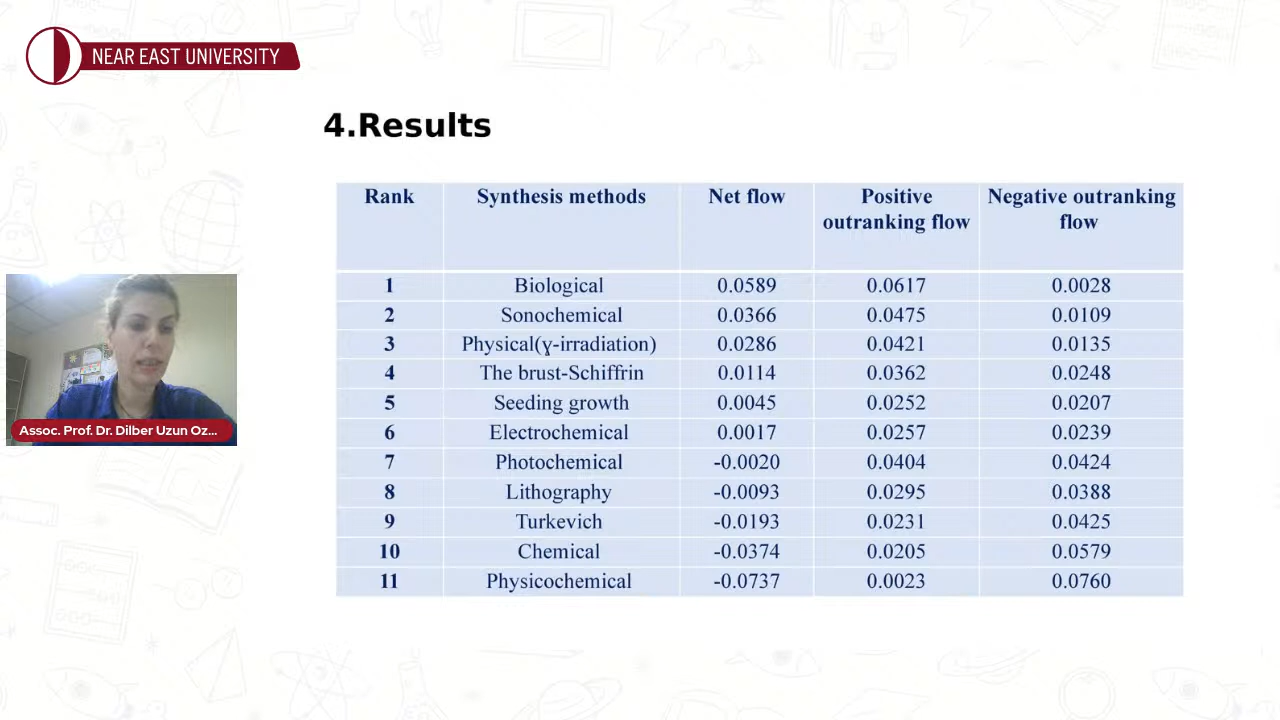 NEAR EAST UNIVERSITY
4.Results
Rank Synthesis methods Net flow Positive outranking flow Negative outranking flow
1 Biological 0.0589 0.0617 0.0028
2 Sonochemical 0.0366 0.0475 0.0109
3 Physical(γ-irradiation) 0.0286 0.0421 0.0135
4 The brust-Schiffrin 0.0114 0.0362 0.0248
5 Seeding growth 0.0045 0.0252 0.0207
6 Electrochemical 0.0017 0.0257 0.0239
7 Photochemical -0.0020 0.0404 0.0424
8 Lithography -0.0093 0.0295 0.0388
9 Turkevich -0.0193 0.0231 0.0425
10 Chemical -0.0374 0.0205 0.0579
11 Physicochemical -0.0737 0.0023 0.0760
Assoc. Prof. Dr. Dilber Uzun Oz...